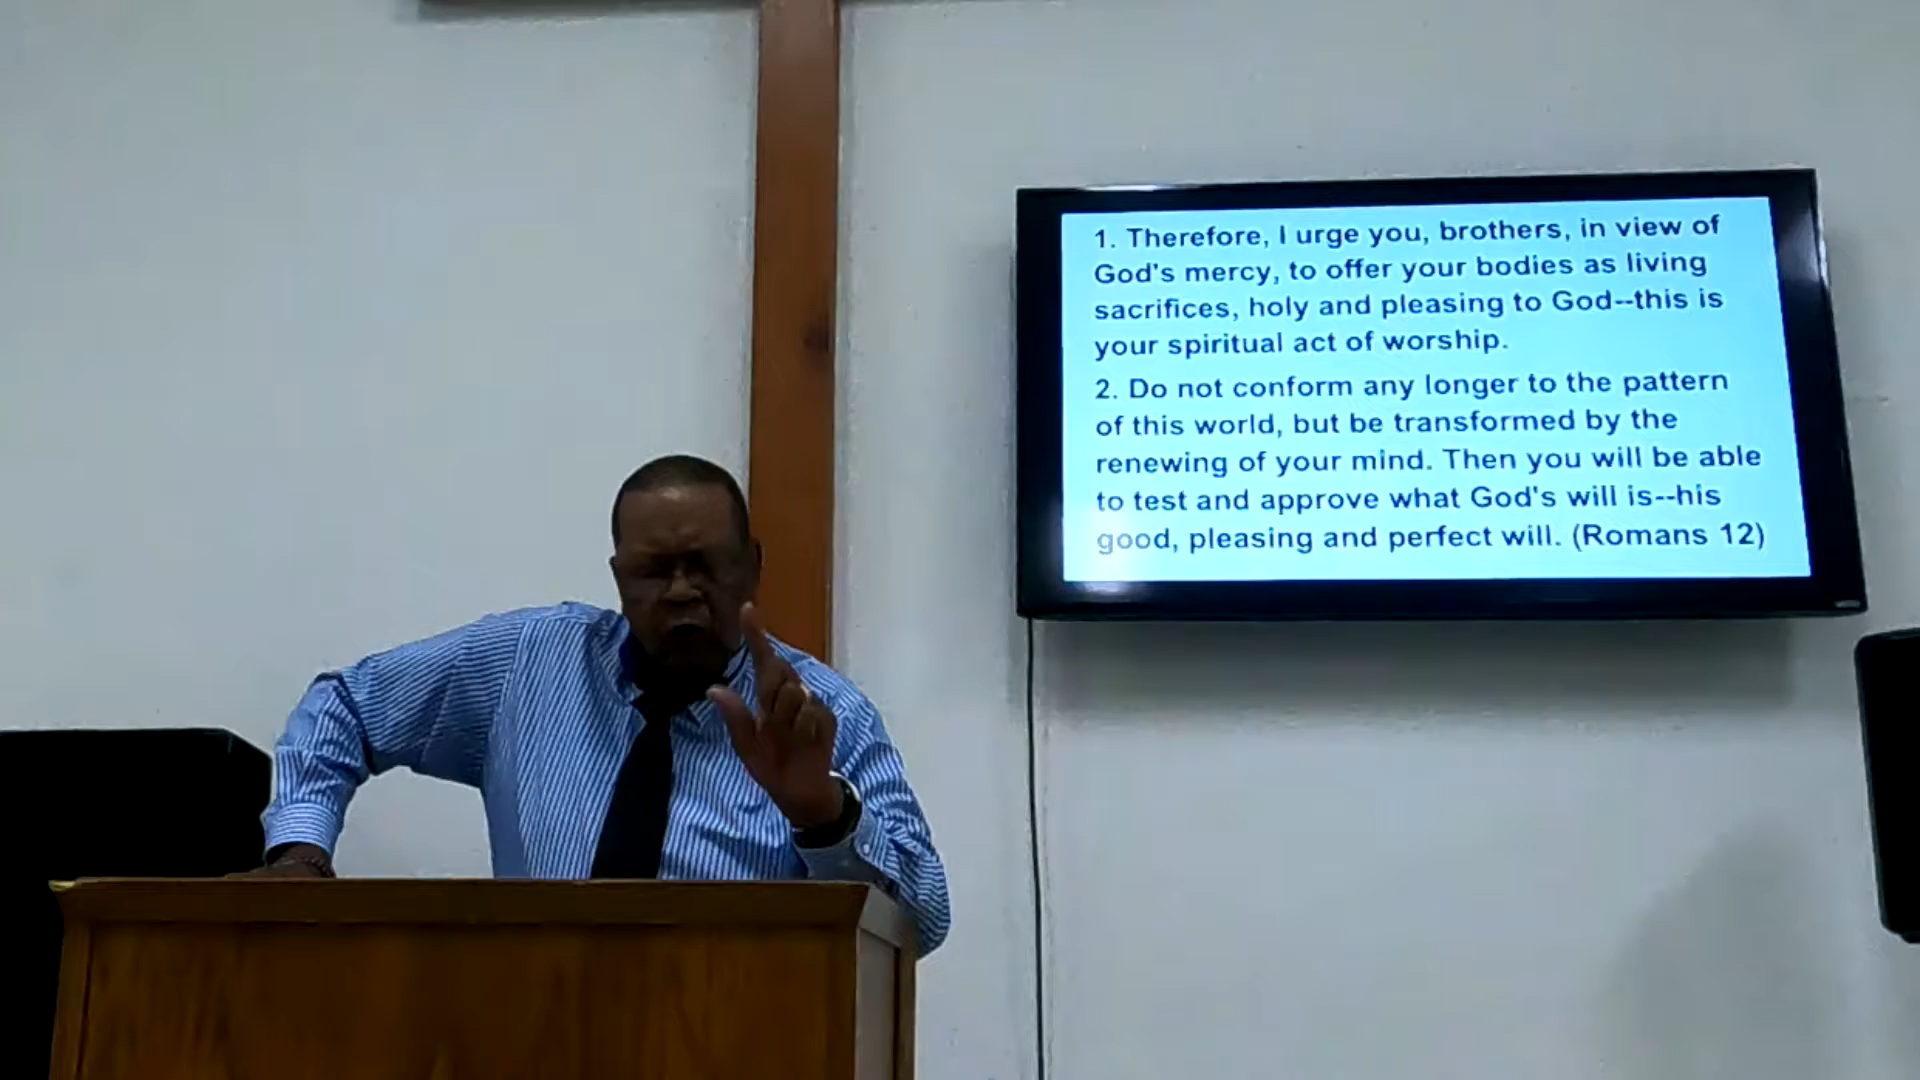 1. Therefore, I urge you, brothers, in view of
God's mercy, to offer your bodies as living
sacrifices, holy and pleasing to God--this is
your spiritual act of worship.
2. Do not conform any longer to the pattern
of this world, but be transformed by the
renewing of your mind. Then you will be able
to test and approve what God's will is--his
good, pleasing and perfect will. (Romans 12)